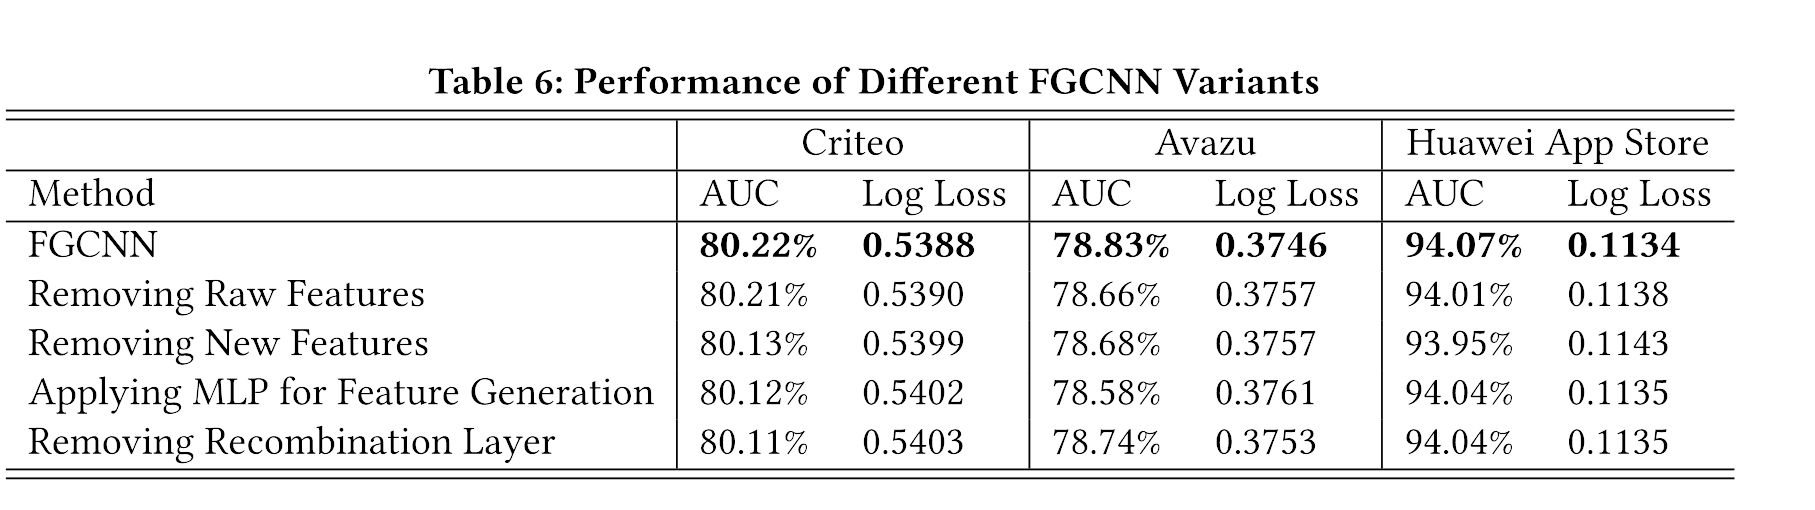 Table 6: Performance of Different FGCNN Variants
Criteo Avazu Huawei App Store
Method AUC Log Loss AUC Log Loss AUC Log Loss
FGCNN 80.22% 0.5388 78.83% 0.3746 94.07% 0.1134
Removing Raw Features 80.21% 0.5390 78.66% 0.3757 94.01% 0.1138
Removing New Features 80.13% 0.5399 78.68% 0.3757 93.95% 0.1143
Applying MLP for Feature Generation 80.12% 0.5402 78.58% 0.3761 94.04% 0.1135
Removing Recombination Layer 80.11% 0.5403 78.74% 0.3753 94.04% 0.1135